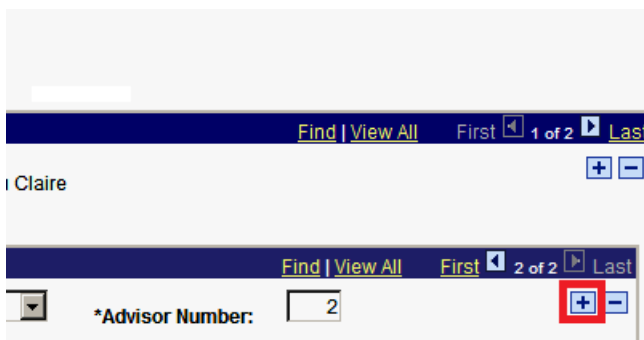 Find | View All First 1 of 2 Las
Claire
Find | View All First 2 of 2 Last
*Advisor Number: 2